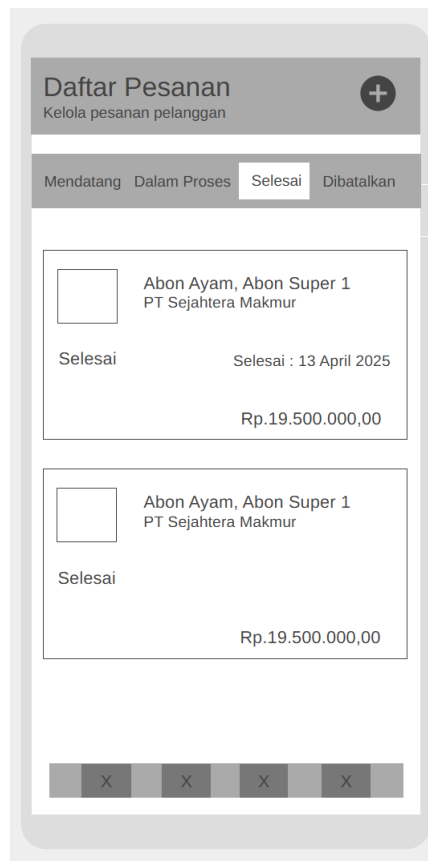 Daftar Pesanan
Kelola pesanan pelanggan
Mendatang Dalam Proses Selesai Dibatalkan
Abon Ayam, Abon Super 1
PT Sejahtera Makmur
Selesai Selesai : 13 April 2025
Rp.19.500.000,00
Abon Ayam, Abon Super 1
PT Sejahtera Makmur
Selesai
Rp.19.500.000,00
X X X X